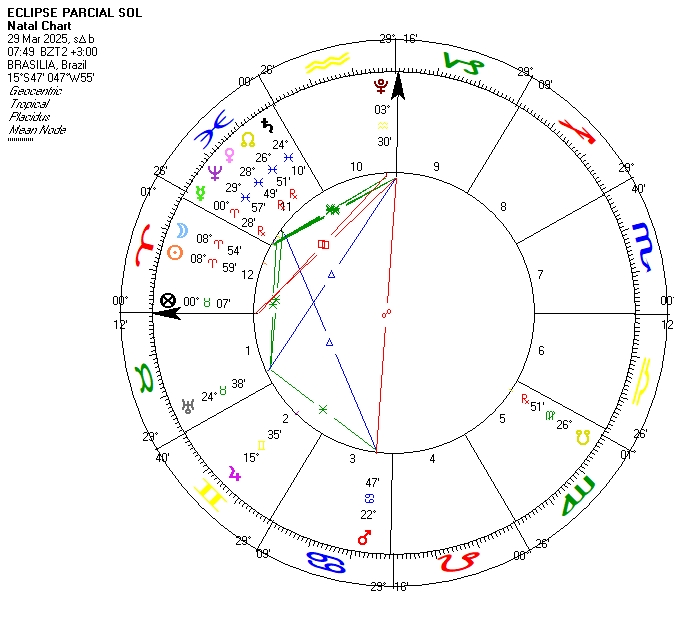 ECLIPSE PARCIAL SOL
Natal Chart
29 Mar 2025, sΔb
07:49 BZT2 +3:00
BRASILIA, Brazil
15°S47' 047°W55'
Geocentric
Tropical
Placidus
Mean Node
29° ♒ 16'
26° 00°
29° 09'
♑
♓
♐
♇
03°
♒
30'
♄
☊
24° ♓ 10'
♀
26° ♓ 51' ℞
♆
28° ♓ 49' ℞
☿
29° ♓ 57'
00° ♈ 28' ℞
10 9
11 8
26' 01°
29° 40'
♏
♈
☽ 08° ♈ 54'
☉ 08° ♈ 59'
12 7
⊗ 00° ♉ 07'
00° 12'
00° 12'
1 6
♎
♉
♅ 24° ♉ 38'
℞ 51' ♍ 26° ☋
2 5
35'
♊
15°
♃
3 4
29° 40'
26' 01°
47'
♋
22°
♂
♊
♍
29° 09'
00° 26'
♋
♌
29° 16'